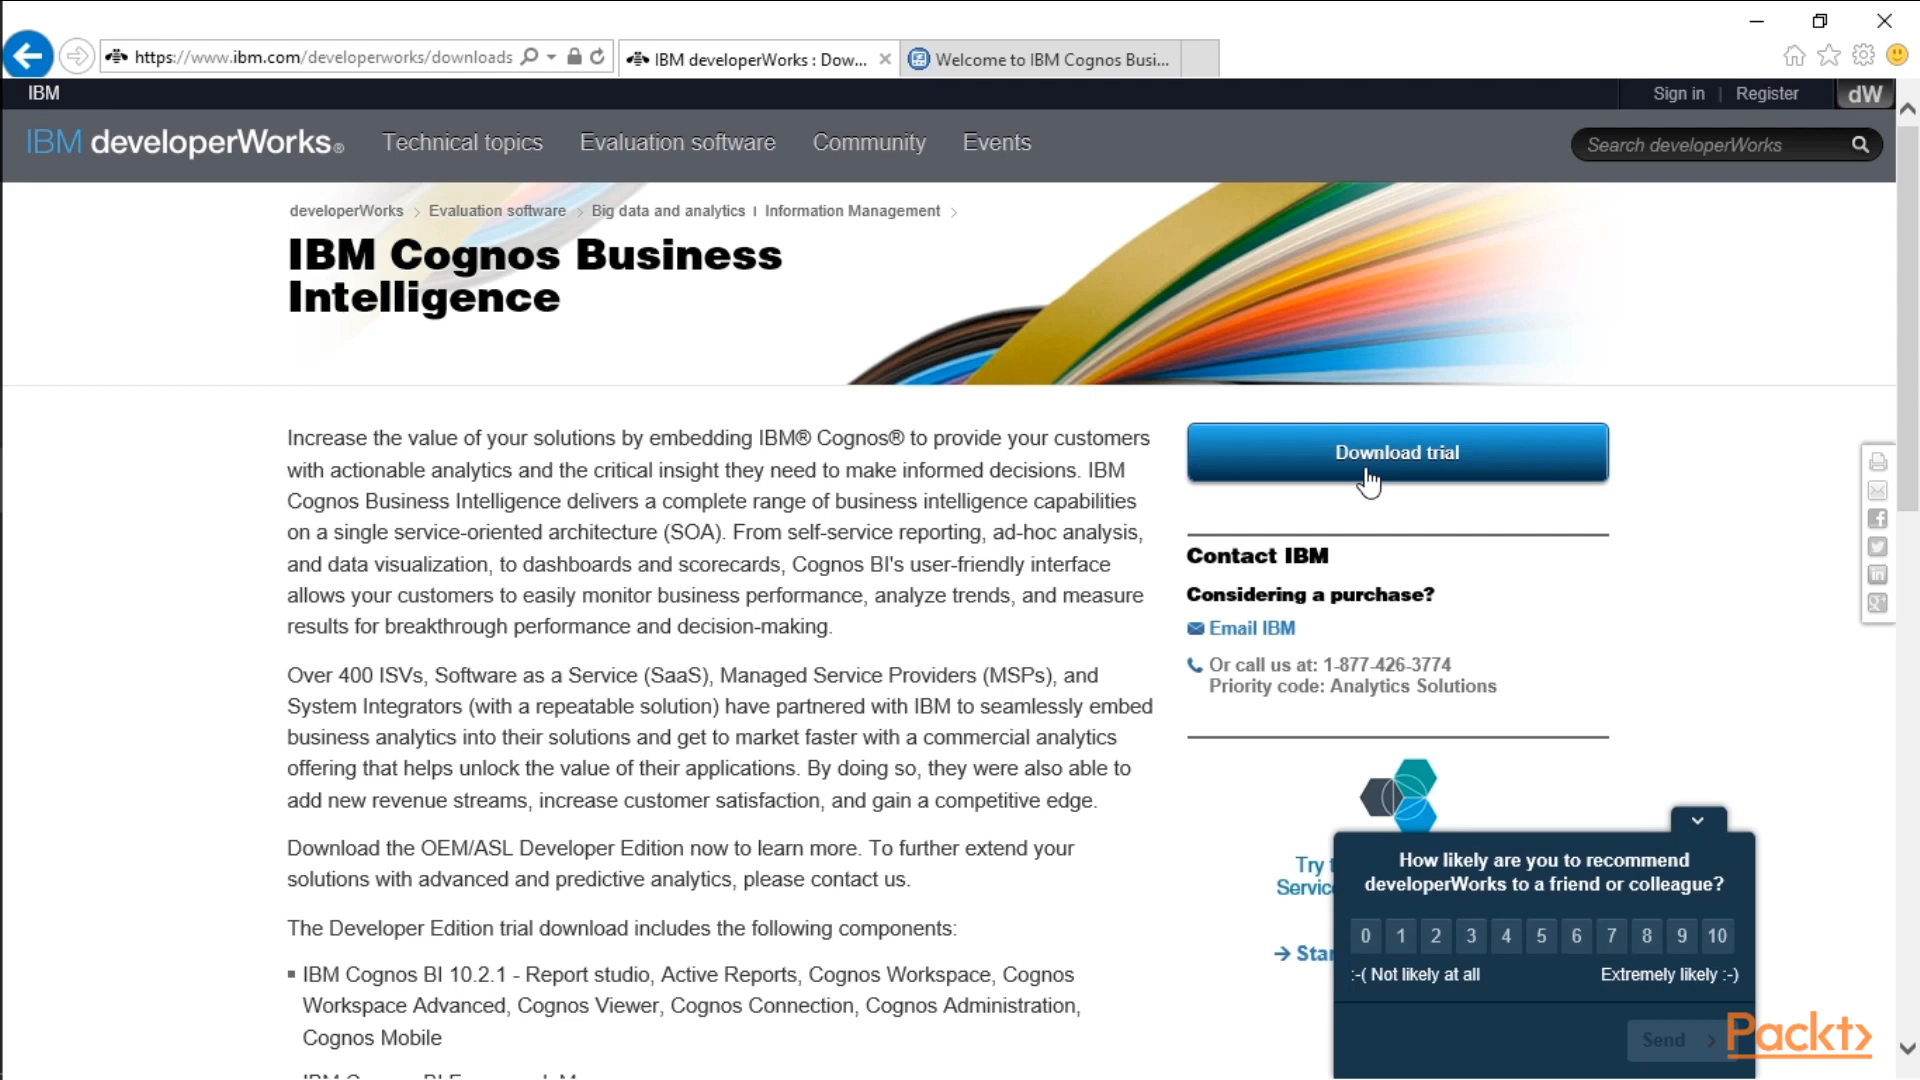 https://www.ibm.com/developerworks/downloads
IBM developerWorks : Dow...
Welcome to IBM Cognos Busi...
IBM
Sign in | Register
dW
IBM developerWorks®
Technical topics
Evaluation software
Community
Events
Search developerWorks
developerWorks > Evaluation software > Big data and analytics | Information Management >
IBM Cognos Business
Intelligence
Increase the value of your solutions by embedding IBM® Cognos® to provide your customers
with actionable analytics and the critical insight they need to make informed decisions. IBM
Cognos Business Intelligence delivers a complete range of business intelligence capabilities
on a single service-oriented architecture (SOA). From self-service reporting, ad-hoc analysis,
and data visualization, to dashboards and scorecards, Cognos BI's user-friendly interface
allows your customers to easily monitor business performance, analyze trends, and measure
results for breakthrough performance and decision-making.
Over 400 ISVs, Software as a Service (SaaS), Managed Service Providers (MSPs), and
System Integrators (with a repeatable solution) have partnered with IBM to seamlessly embed
business analytics into their solutions and get to market faster with a commercial analytics
offering that helps unlock the value of their applications. By doing so, they were also able to
add new revenue streams, increase customer satisfaction, and gain a competitive edge.
Download the OEM/ASL Developer Edition now to learn more. To further extend your
solutions with advanced and predictive analytics, please contact us.
The Developer Edition trial download includes the following components:
▪ IBM Cognos BI 10.2.1 - Report studio, Active Reports, Cognos Workspace, Cognos
Workspace Advanced, Cognos Viewer, Cognos Connection, Cognos Administration,
Cognos Mobile
Download trial
Contact IBM
Considering a purchase?
Email IBM
Or call us at: 1-877-426-3774
Priority code: Analytics Solutions
Try
Servic
Star
How likely are you to recommend
developerWorks to a friend or colleague?
0 1 2 3 4 5 6 7 8 9 10
:-( Not likely at all
Extremely likely :-)
Send >
Packt>